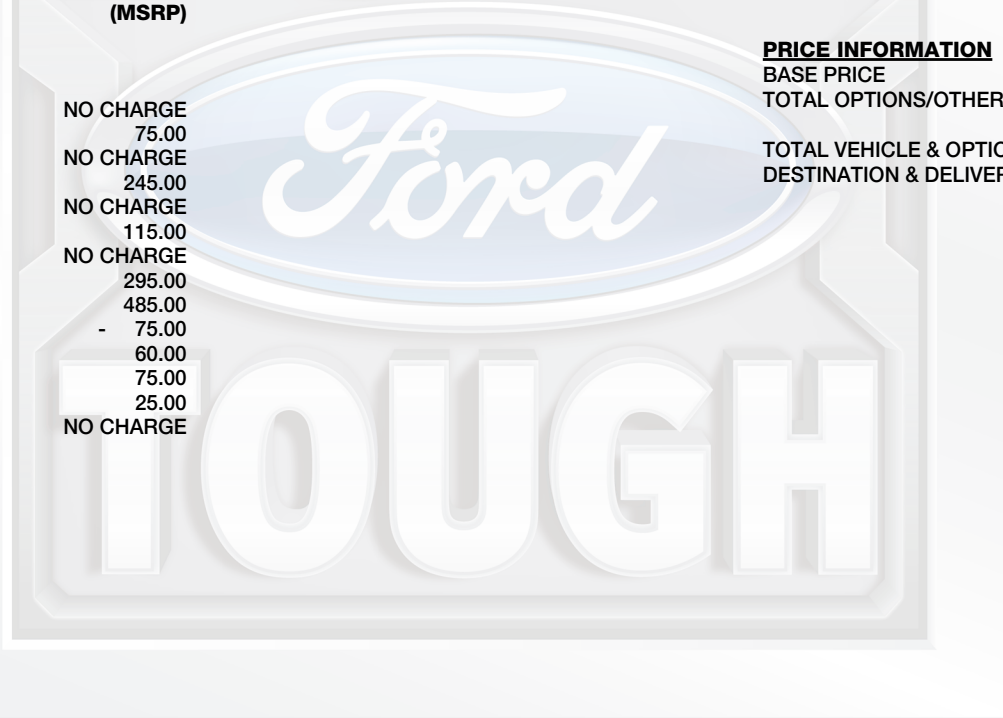 (MSRP)
NO CHARGE
75.00
NO CHARGE
245.00
NO CHARGE
115.00
NO CHARGE
295.00
485.00
- 75.00
60.00
75.00
25.00
NO CHARGE
PRICE INFORMATION
BASE PRICE
TOTAL OPTIONS/OTHER
TOTAL VEHICLE & OPTIO
DESTINATION & DELIVER
Ford
TOUGH